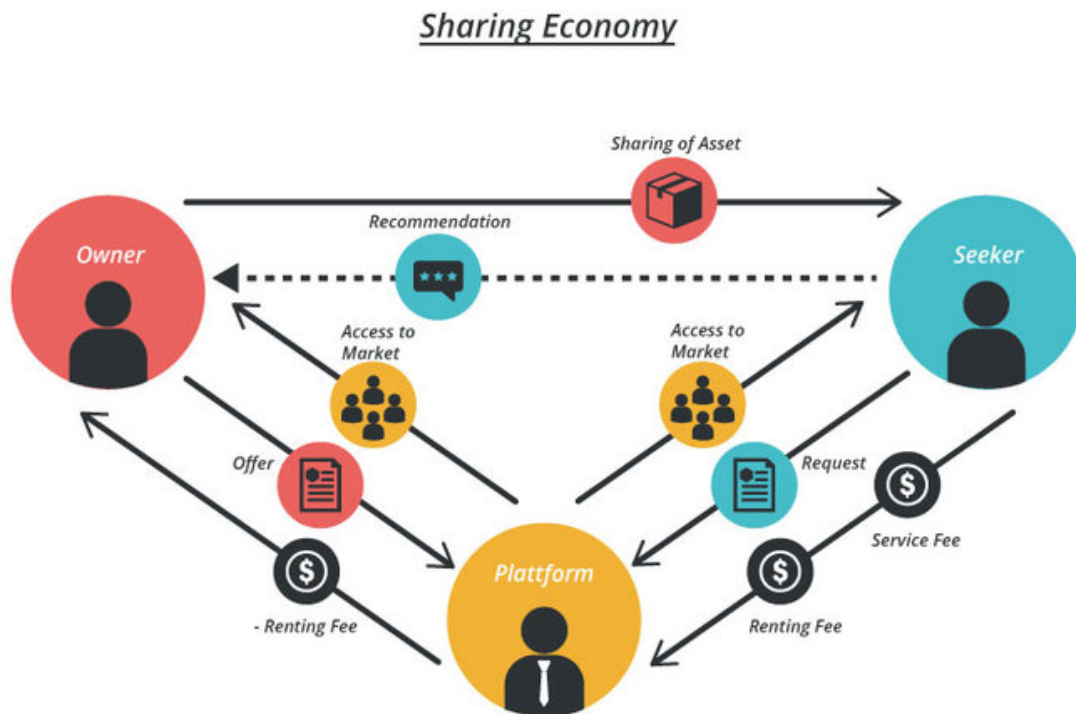 Sharing Economy
Sharing of Asset
Recommendation
Owner
Seeker
Access to
Market
Access to
Market
Offer
Request
$
Service Fee
Plattform
$
$
- Renting Fee
Renting Fee